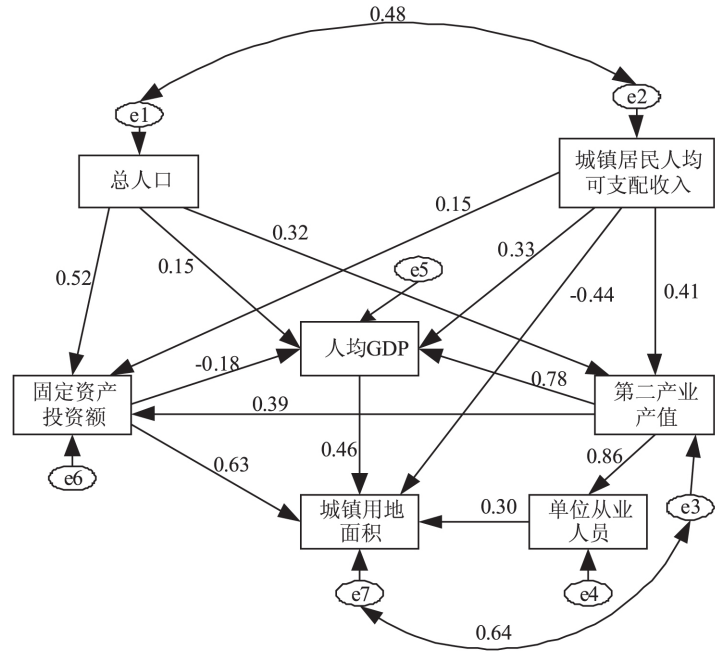 0.48
e1
e2
总人口
城镇居民人均
可支配收入
0.15
0.32
0.52
0.15
e5
0.33
-0.44
0.41
人均GDP
-0.18
0.78
固定资产
投资额
第二产业
产值
0.39
0.46
0.86
0.63
e6
城镇用地
面积
0.30
单位从业
人员
e3
e7
e4
0.64